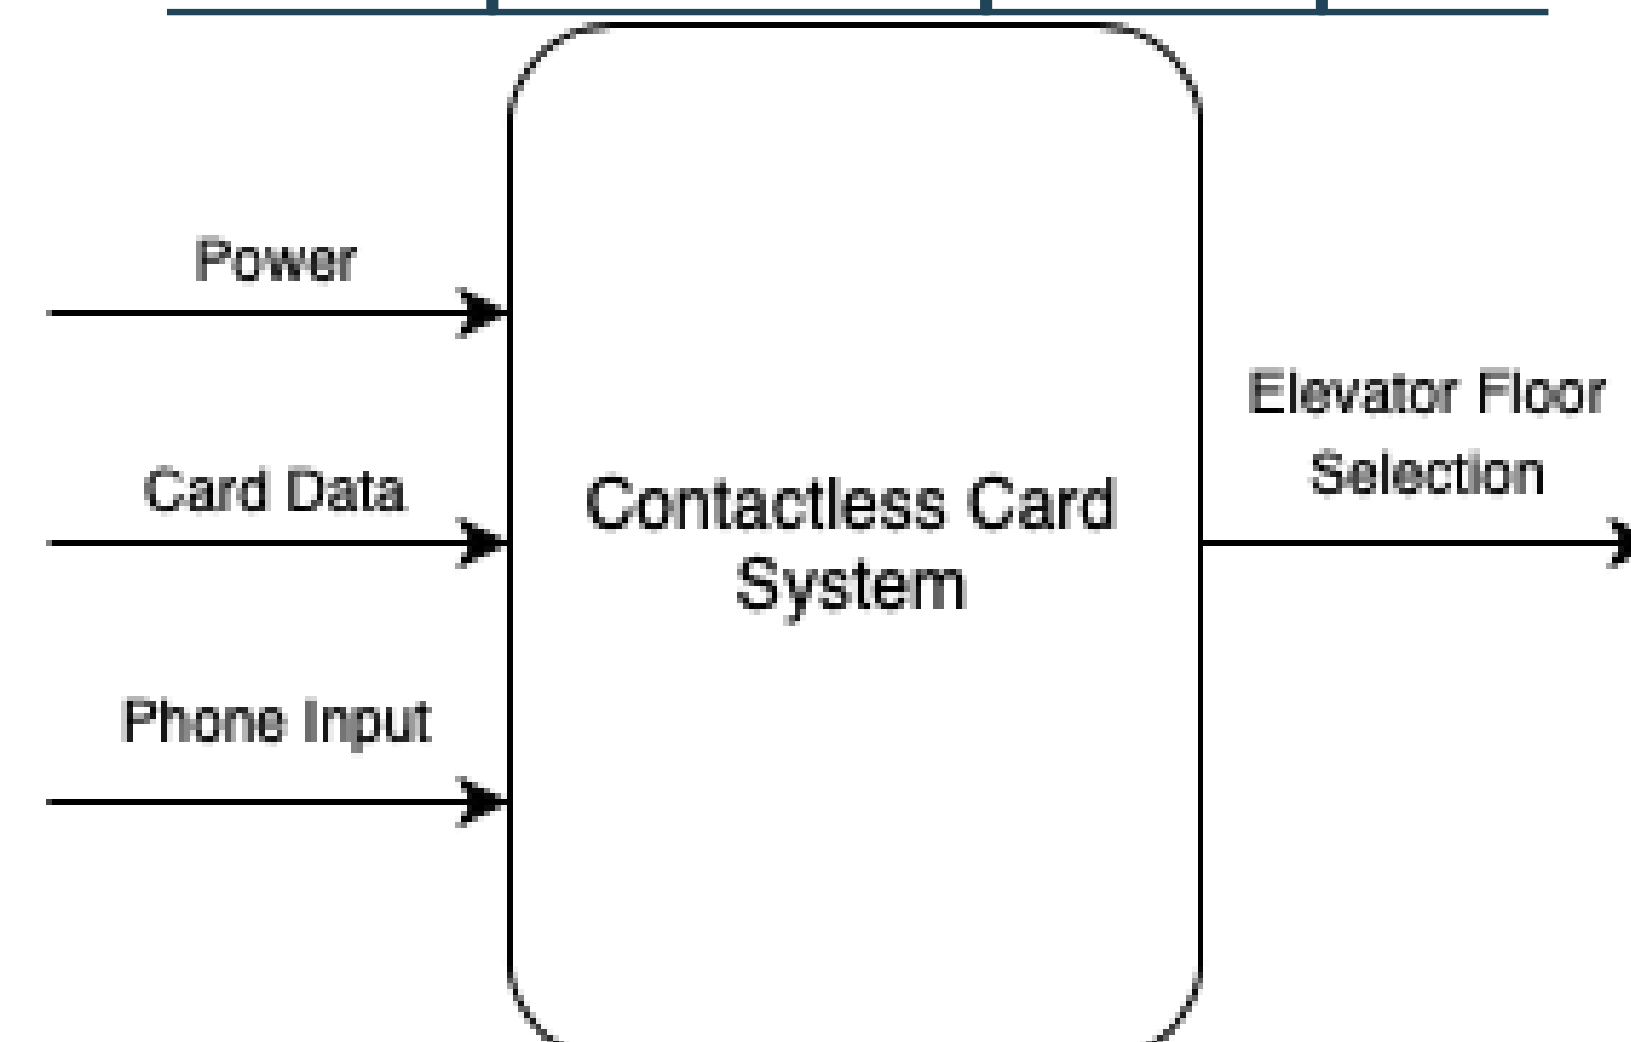 Power
Card Data
Phone Input
Contactless Card
System
Elevator Floor
Selection